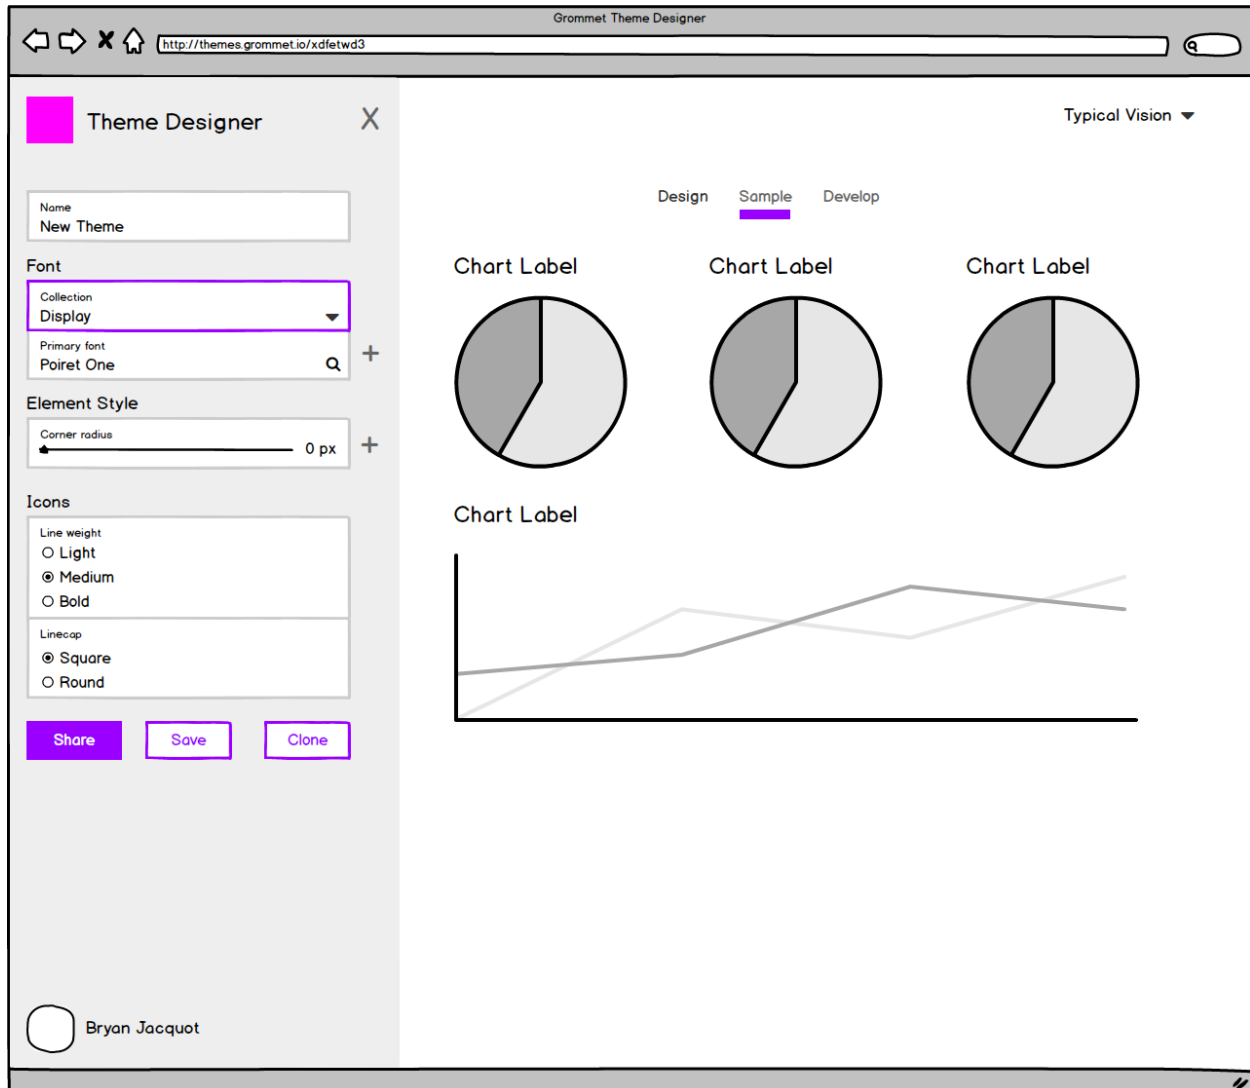 Grommet Theme Designer
http://themes.grommet.io/xdfetwd3
Theme Designer
X
Name
New Theme
Font
Collection
Display
Primary font
Poiret One
+
Element Style
Corner radius
0 px
+
Icons
Line weight
Light
Medium
Bold
Linecap
Square
Round
Share Save Clone
Bryan Jacquot
Typical Vision
Design Sample Develop
Chart Label Chart Label Chart Label
Chart Label